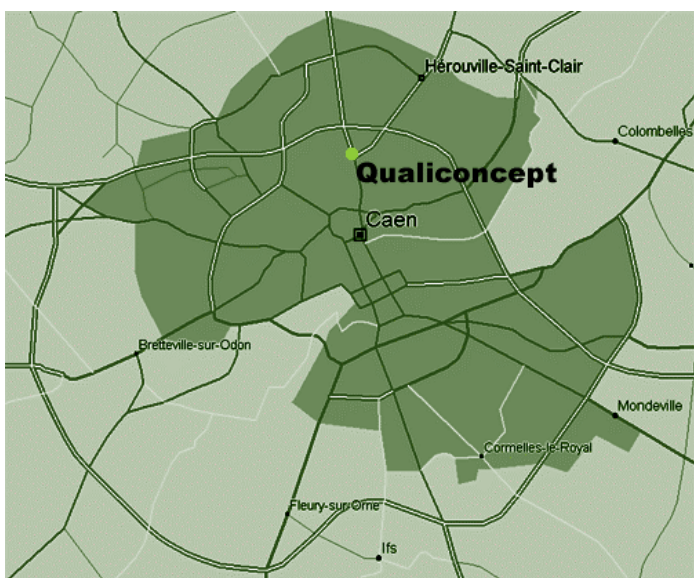 Hérouville-Saint-Clair
Colombelles
Qualiconcept
Caen
Bretteville-sur-Odon
Mondeville
Cormelles-le-Royal
Fleury-sur-Orne
Ifs